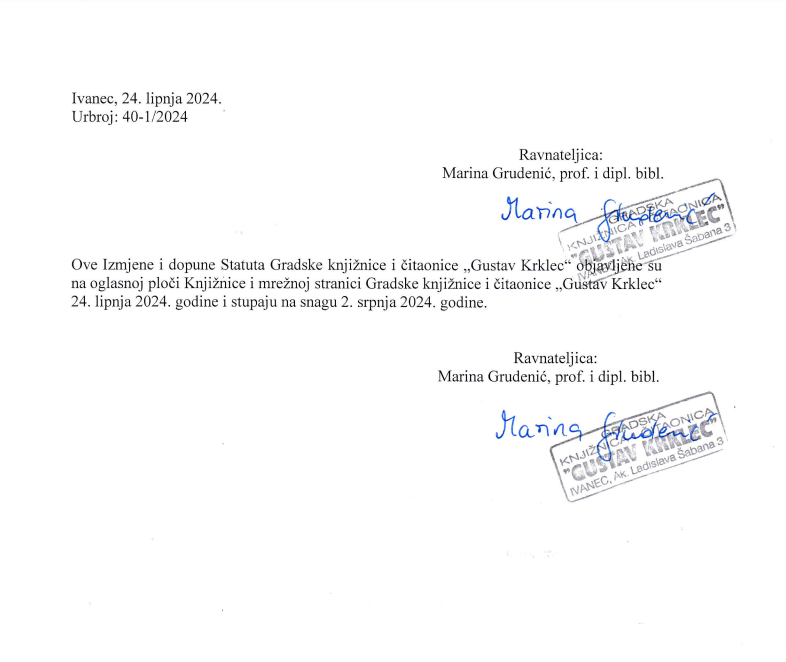 Ivanec, 24. lipnja 2024.
Urbroj: 40-1/2024
Ravnateljica:
Marina Grudenić, prof. i dipl. bibl.
Marina Grudenić
GRADSKA
KNJIŽNICA I ČITAONICA
"GUSTAV KRKLEC"
IVANEC, Ak. Ladislava Šabana 3
Ove Izmjene i dopune Statuta Gradske knjižnice i čitaonice „Gustav Krklec“ objavljene su
na oglasnoj ploči Knjižnice i mrežnoj stranici Gradske knjižnice i čitaonice „Gustav Krklec“
24. lipnja 2024. godine i stupaju na snagu 2. srpnja 2024. godine.
Ravnateljica:
Marina Grudenić, prof. i dipl. bibl.
Marina Grudenić
GRADSKA
KNJIŽNICA I ČITAONICA
"GUSTAV KRKLEC"
IVANEC, Ak. Ladislava Šabana 3